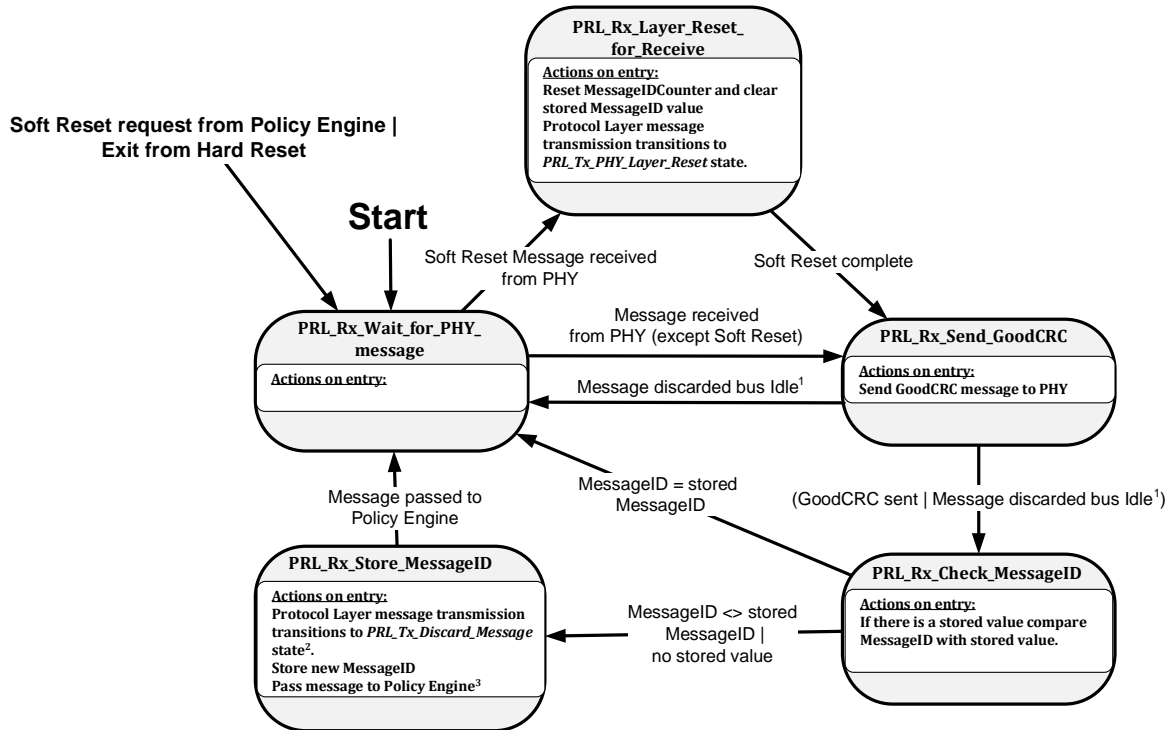 PRL_Rx_Layer_Reset_
for_Receive
Actions on entry:
Reset MessageIDCounter and clear
stored MessageID value
Protocol Layer message
transmission transitions to
PRL_Tx_PHY_Layer_Reset state.
Soft Reset request from Policy Engine |
Exit from Hard Reset
Start
Soft Reset Message received
from PHY
Soft Reset complete
PRL_Rx_Wait_for_PHY_
message
Actions on entry:
Message received
from PHY (except Soft Reset)
Message discarded bus Idle¹
PRL_Rx_Send_GoodCRC
Actions on entry:
Send GoodCRC message to PHY
Message passed to
Policy Engine
MessageID = stored
MessageID
(GoodCRC sent | Message discarded bus Idle¹)
PRL_Rx_Store_MessageID
Actions on entry:
Protocol Layer message transmission
transitions to PRL_Tx_Discard_Message
state².
Store new MessageID
Pass message to Policy Engine³
MessageID <> stored
MessageID |
no stored value
PRL_Rx_Check_MessageID
Actions on entry:
If there is a stored value compare
MessageID with stored value.